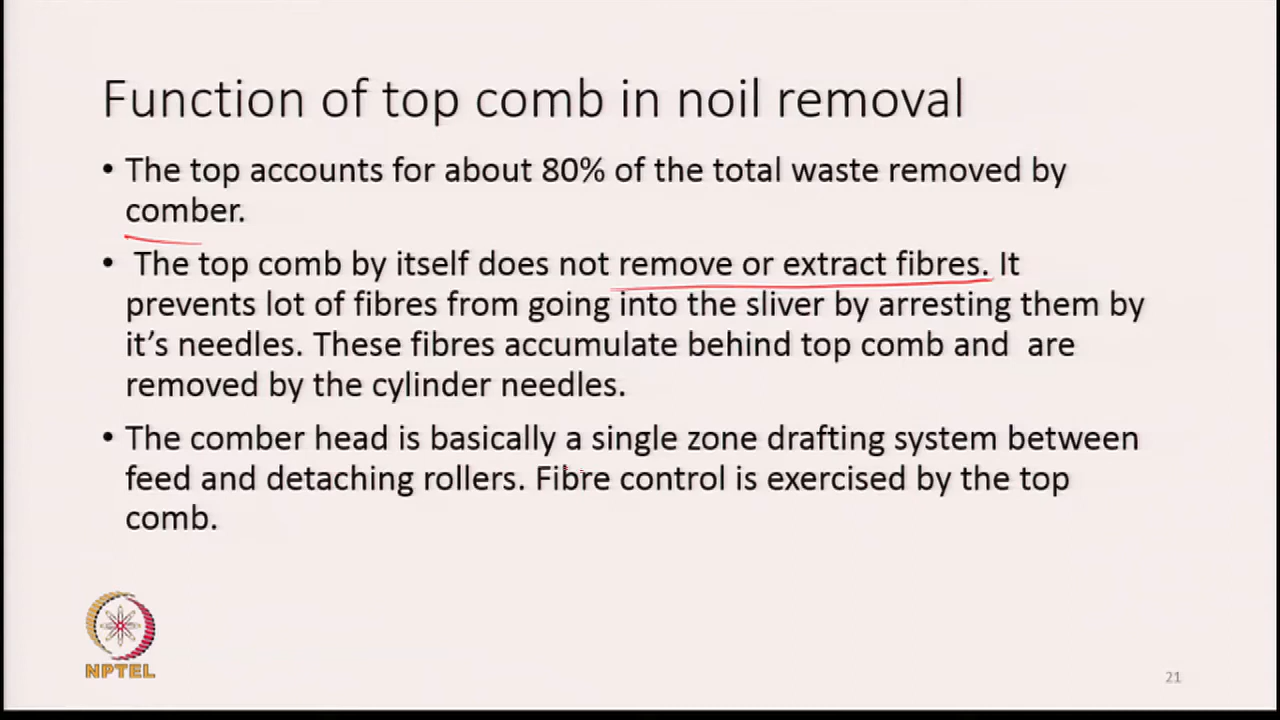 Function of top comb in noil removal
• The top accounts for about 80% of the total waste removed by
comber.
• The top comb by itself does not remove or extract fibres. It
prevents lot of fibres from going into the sliver by arresting them by
it's needles. These fibres accumulate behind top comb and are
removed by the cylinder needles.
• The comber head is basically a single zone drafting system between
feed and detaching rollers. Fibre control is exercised by the top
comb.
NPTEL
21